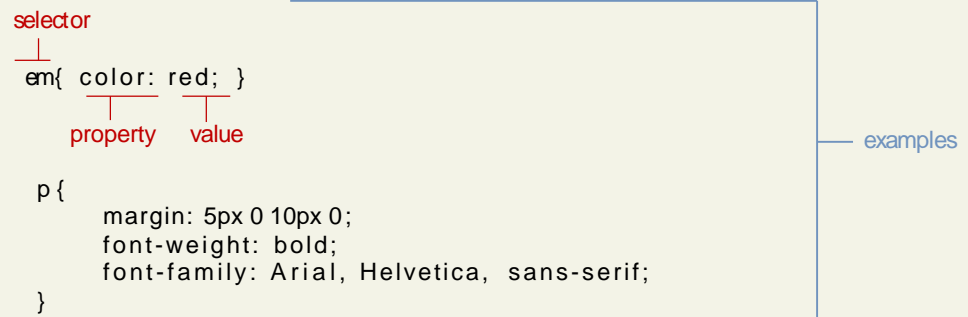 selector
em{ color: red; }
property value
examples
p {
margin: 5px 0 10px 0;
font-weight: bold;
font-family: Arial, Helvetica, sans-serif;
}